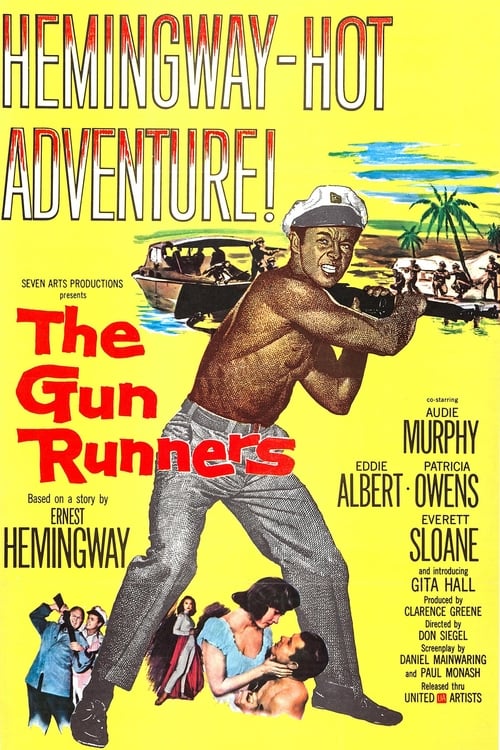 HEMINGWAY-HOT
ADVENTURE!
SEVEN ARTS PRODUCTIONS
presents
The
Gun
Runners
Based on a story by
ERNEST
HEMINGWAY
co-starring
AUDIE
MURPHY
EDDIE
ALBERT · PATRICIA
OWENS
EVERETT
SLOANE
and introducing
GITA HALL
Produced by
CLARENCE GREENE
Directed by
DON SIEGEL
Screenplay by
DANIEL MAINWARING
and PAUL MONASH
Released thru
UNITED UA ARTISTS